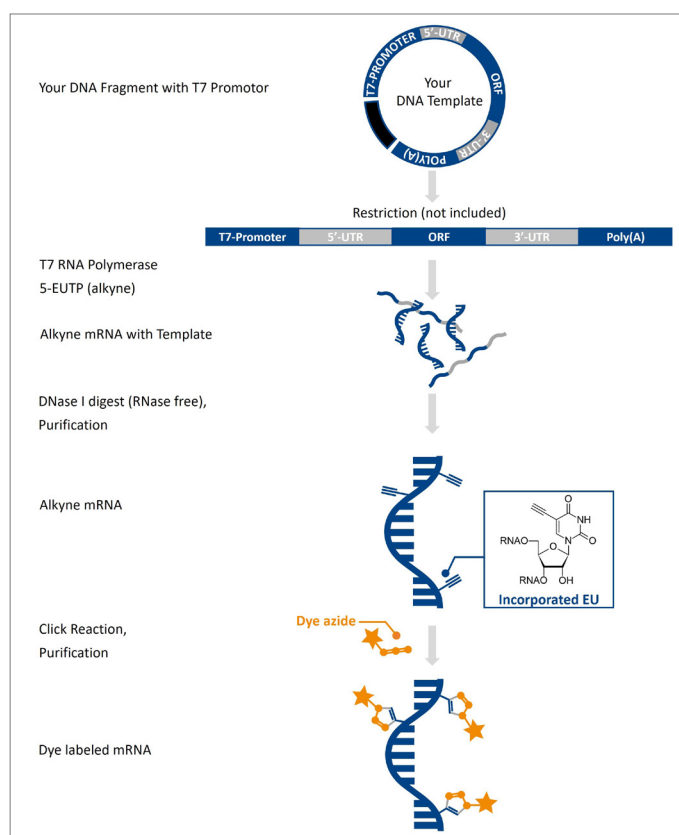 T7-PROMOTER
5'-UTR
ORF
3'-UTR
POLY(A)
Your DNA Fragment with T7 Promotor
Your
DNA Template
Restriction (not included)
T7-Promoter 5'-UTR ORF 3'-UTR Poly(A)
T7 RNA Polymerase
5-EUTP (alkyne)
Alkyne mRNA with Template
DNase I digest (RNase free),
Purification
Alkyne mRNA
O
NH
N
O
RNAO
O
RNAO
OH
Incorporated EU
Click Reaction,
Purification
Dye azide
Dye labeled mRNA